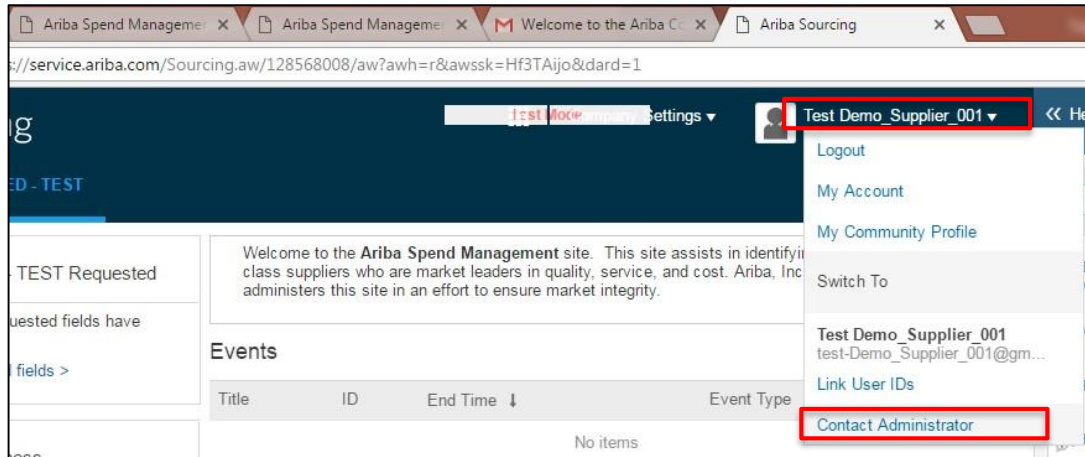 Ariba Spend Managemer
Ariba Spend Managemer
Welcome to the Ariba Co
Ariba Sourcing
s://service.ariba.com/Sourcing.aw/128568008/aw?awh=r&awssk=Hf3TAijo&dard=1
ng
Test Mode
Settings
Test Demo_Supplier_001
« He
ED - TEST
Logout
My Account
My Community Profile
Switch To
Test Demo_Supplier_001
test-Demo_Supplier_001@gm...
Link User IDs
Contact Administrator
- TEST Requested
uested fields have
fields >
Welcome to the Ariba Spend Management site. This site assists in identifyi
class suppliers who are market leaders in quality, service, and cost. Ariba, Inc
administers this site in an effort to ensure market integrity.
Events
Title ID End Time ↓ Event Type
No items